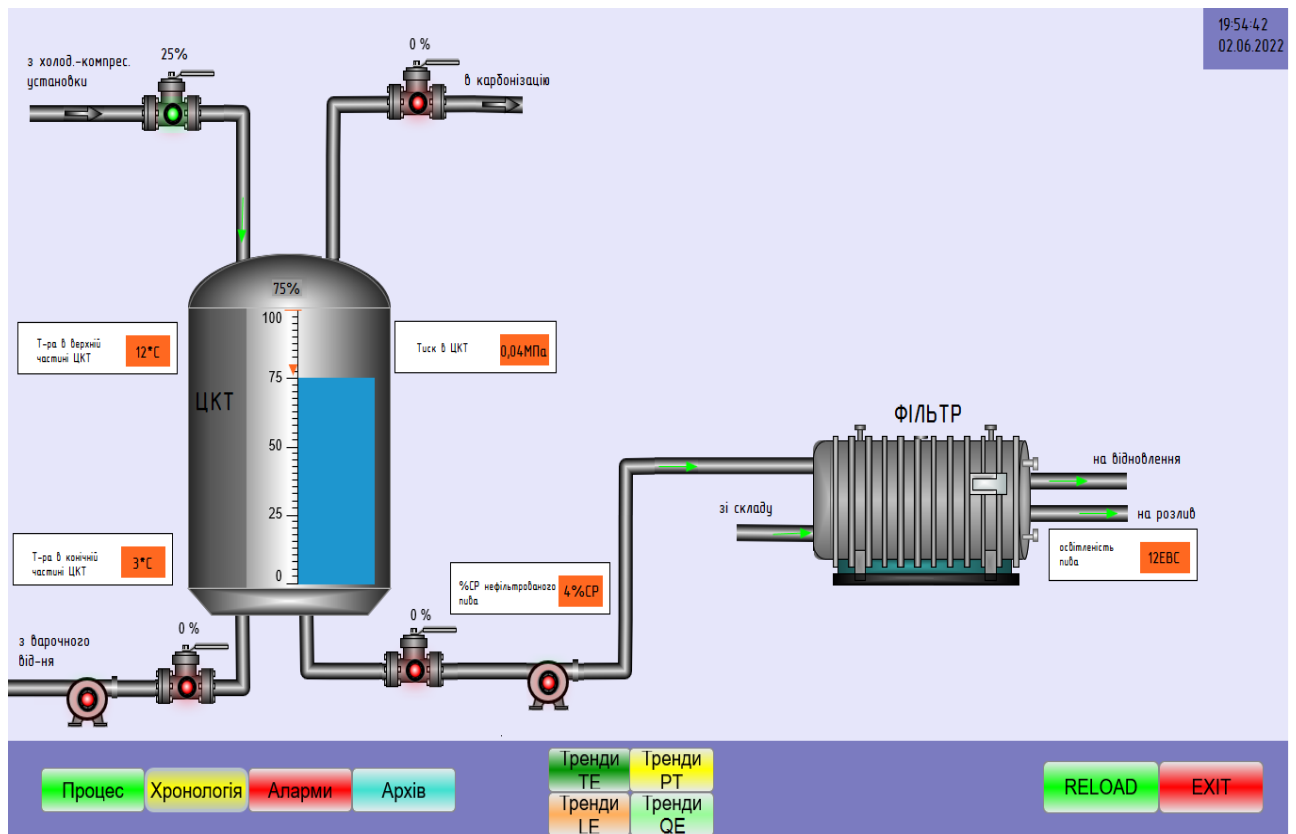 19:54:42
02.06.2022
з холод.-компрес.
установки
25%
0 %
в карбонізацію
75%
100
75
50
25
0
ЦКТ
Т-ра в верхній
частині ЦКТ
12*С
Тиск в ЦКТ
0,04МПа
ФІЛЬТР
на відновлення
зі складу
на розлив
освітленість
пива
12ЕВС
Т-ра в конічній
частині ЦКТ
3*С
%СР нефільтрованого
пива
4%СР
з варочного
від-ня
0 %
0 %
Процес
Хронологія
Аларми
Архів
Тренди
TE
Тренди
PT
Тренди
LE
Тренди
QE
RELOAD
EXIT